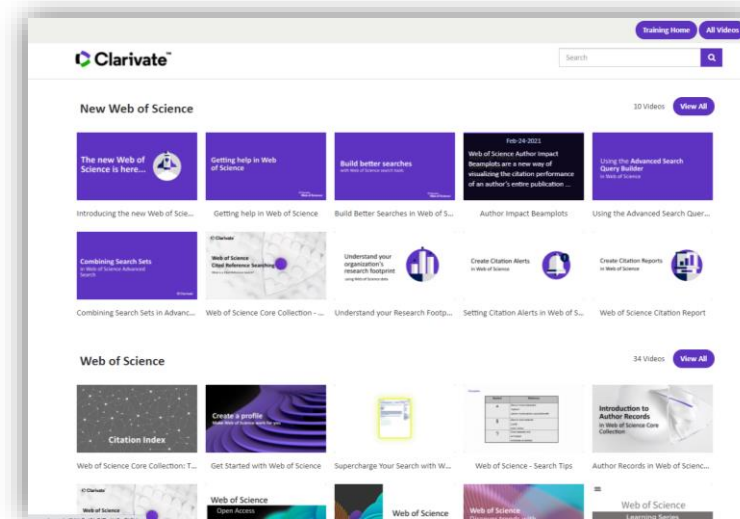 Training Home
All Videos
Clarivate™
Search
New Web of Science
10 Videos
View All
The new Web of
Science is here...
Getting help in Web
of Science
Build better searches
with Web of Science search tools
Feb-24-2021
Web of Science Author Impact
Beamplots are a new way of
visualizing the citation performance
of an author's entire publication ...
Using the Advanced Search
Query Builder
in Web of Science
Introducing the new Web of Scie...
Getting help in Web of Science
Build Better Searches in Web of S...
Author Impact Beamplots
Using the Advanced Search Quer...
Combining Search Sets
in Web of Science Advanced
Search
Clarivate
Web of Science
Cited Reference Searching
Understand your
organization's
research footprint
using Web of Science data
Create Citation Alerts
in Web of Science
Create Citation Reports
in Web of Science
Combining Search Sets in Advanc...
Web of Science Core Collection - ...
Understand your Research Footp...
Setting Citation Alerts in Web of S...
Web of Science Citation Report
Web of Science
34 Videos
View All
Citation Index
Create a profile
Introduction to
Author Records
in Web of Science Core
Collection
Web of Science Core Collection: T...
Get Started with Web of Science
Supercharge Your Search with W...
Web of Science - Search Tips
Author Records in Web of Scienc...
Clarivate
Web of Science
Web of Science
Open Access
Web of Science
Web of Science
Web of Science
Learning Series